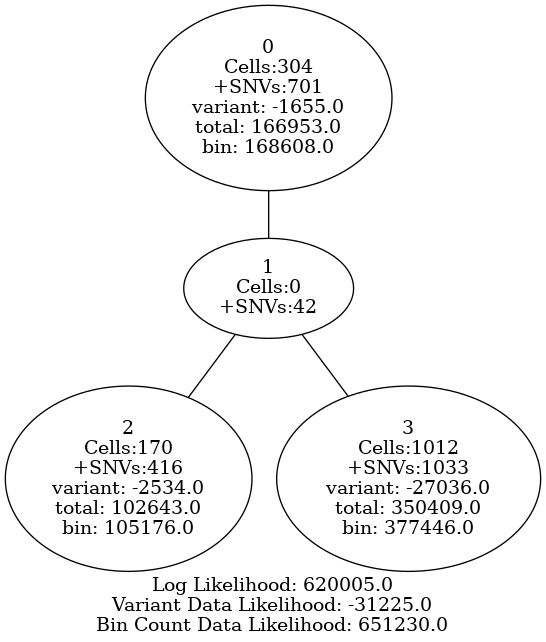 0
Cells:304
+SNVs:701
variant: -1655.0
total: 166953.0
bin: 168608.0
1
Cells:0
+SNVs:42
2
Cells:170
+SNVs:416
variant: -2534.0
total: 102643.0
bin: 105176.0
3
Cells:1012
+SNVs:1033
variant: -27036.0
total: 350409.0
bin: 377446.0
Log Likelihood: 620005.0
Variant Data Likelihood: -31225.0
Bin Count Data Likelihood: 651230.0